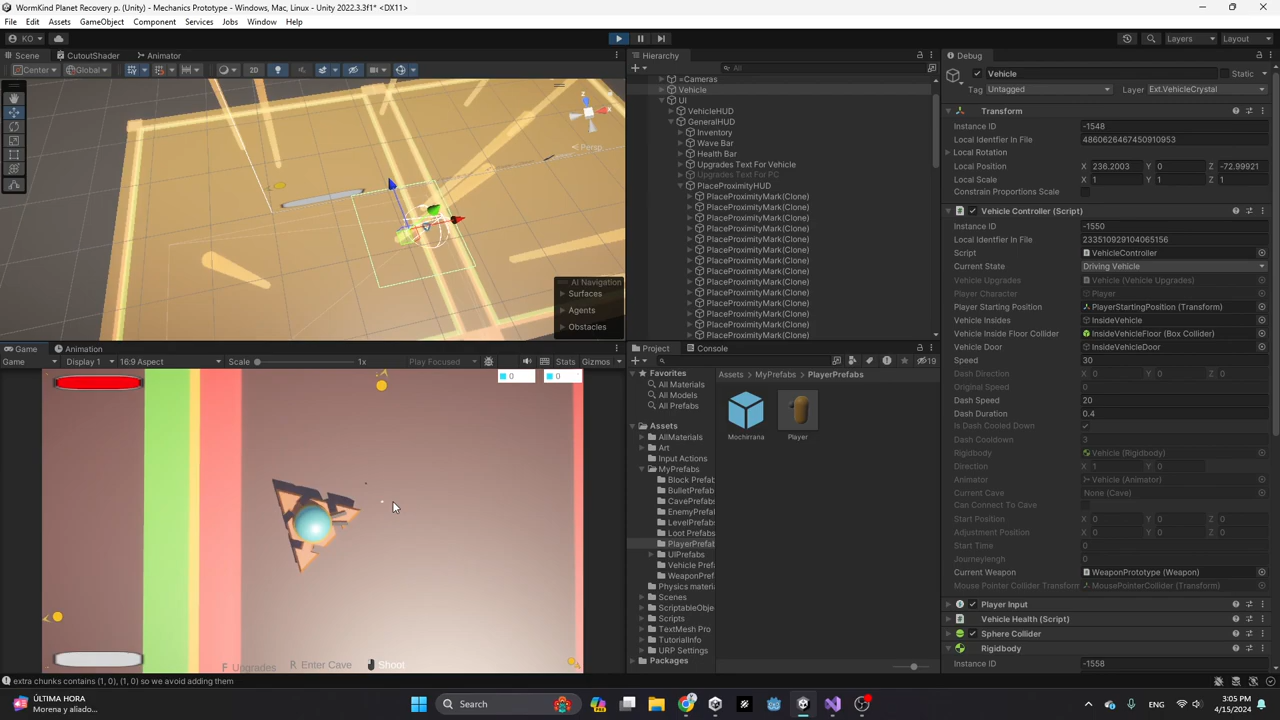 WormKind Planet Recovery p. (Unity) - Mechanics Prototype - Windows, Mac, Linux - Unity 2022.3.3f1* <DX11>
File Edit Assets GameObject Component Services Jobs Window Help
KO Layers Layout
Scene CutoutShader Animator
Center Global 2D
Persp
AI Navigation
Surfaces
Agents
Obstacles
Hierarchy
All
=Cameras
Vehicle
UI
VehicleHUD
GeneralHUD
Inventory
Wave Bar
Health Bar
Upgrades Text For Vehicle
Upgrades Text For PC
PlaceProximityHUD
PlaceProximityMark(Clone)
PlaceProximityMark(Clone)
PlaceProximityMark(Clone)
PlaceProximityMark(Clone)
PlaceProximityMark(Clone)
PlaceProximityMark(Clone)
PlaceProximityMark(Clone)
PlaceProximityMark(Clone)
PlaceProximityMark(Clone)
PlaceProximityMark(Clone)
PlaceProximityMark(Clone)
PlaceProximityMark(Clone)
PlaceProximityMark(Clone)
PlaceProximityMark(Clone)
Game Animation
Game Display 1 16:9 Aspect Scale 1x Play Focused Stats Gizmos
0 0
F Upgrades R Enter Cave Shoot
A
Project Console
19
Favorites
All Materials
All Models
All Prefabs
Assets
AllMaterials
Art
Input Actions
MyPrefabs
Block Prefab
BulletPrefab
CavePrefabs
EnemyPrefal
LevelPrefabs
Loot Prefabs
PlayerPrefab
UIPrefabs
Vehicle Pref
WeaponPref
Physics materi
Scenes
ScriptableObje
Scripts
TextMesh Pro
TutorialInfo
URP Settings
Packages
Assets > MyPrefabs > PlayerPrefabs
Mochirrana Player
Debug
Vehicle Static
Tag Untagged Layer Ext.VehicleCrystal
Transform
Instance ID -1548
Local Identfier In File 4860626467450910953
Local Rotation
Local Position X 236.2003 Y 0 Z -72.99921
Local Scale X 1 Y 1 Z 1
Constrain Proportions Scale
Vehicle Controller (Script)
Instance ID -1550
Local Identfier In File 233510929104065156
Script VehicleController
Current State Driving Vehicle
Vehicle Upgrades Vehicle (Vehicle Upgrades)
Player Character Player
Player Starting Position PlayerStartingPosition (Transform)
Vehicle Insides InsideVehicle
Vehicle Inside Floor Collider InsideVehicleFloor (Box Collider)
Vehicle Door InsideVehicleDoor
Speed 30
Dash Direction X 0 Y 0 Z 0
Original Speed 0
Dash Speed 20
Dash Duration 0.4
Is Dash Cooled Down
Dash Cooldown 3
Rigidbody Vehicle (Rigidbody)
Direction X 1 Y 0
Animator Vehicle (Animator)
Current Cave None (Cave)
Can Connect To Cave
Start Position X 0 Y 0 Z 0
Adjustment Position X 0 Y 0 Z 0
Start Time 0
Journeylengh 0
Current Weapon WeaponPrototype (Weapon)
Mouse Pointer Collider Transform MousePointerCollider (Transform)
Player Input
Vehicle Health (Script)
Sphere Collider
Rigidbody
Instance ID -1558
extra chunks contains (1, 0), (1, 0) so we avoid adding them
ÚLTIMA HORA
Morena y aliado...
Search
3:05 PM
4/15/2024